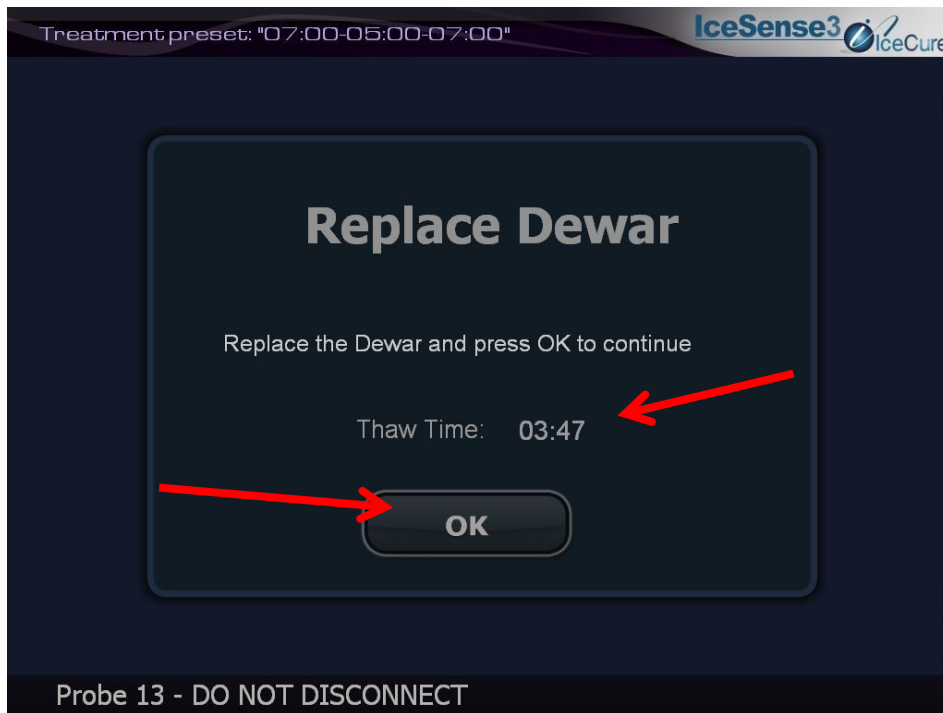 Treatment preset: "07:00-05:00-07:00"
IceSense3
IceCure
Replace Dewar
Replace the Dewar and press OK to continue
Thaw Time: 03:47
OK
Probe 13 - DO NOT DISCONNECT